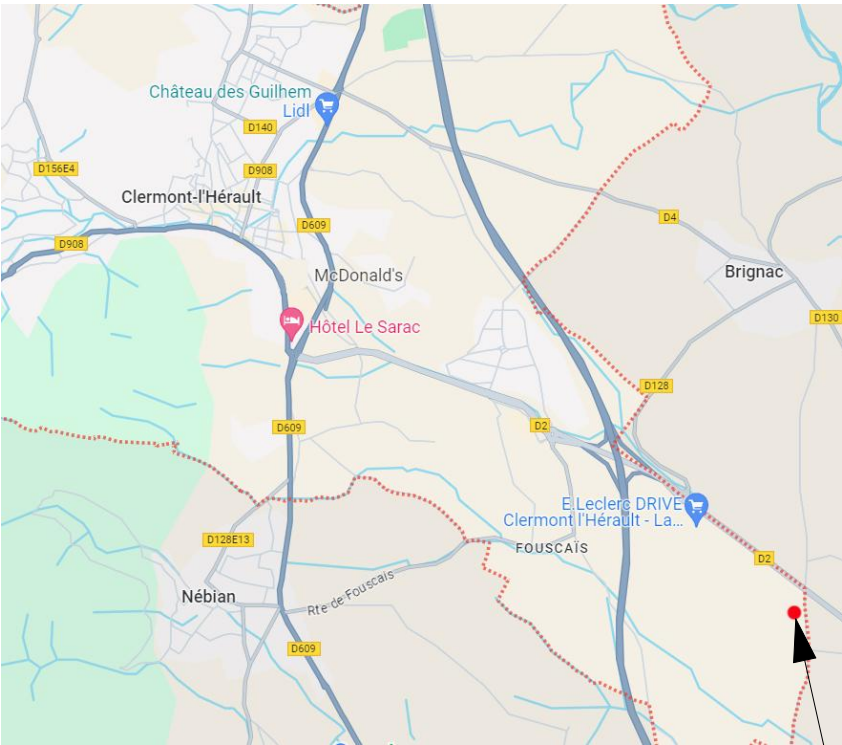 Château des Guilhem
Lidl
D140
D156E4
D908
Clermont-l'Hérault
D609
D4
D908
McDonald's
Brignac
Hôtel Le Sarac
D130
D128
D609
D2
E.Leclerc DRIVE
Clermont l'Hérault - La...
D128E13
FOUSCAÏS
D2
Rte de Fouscais
Nébian
D609